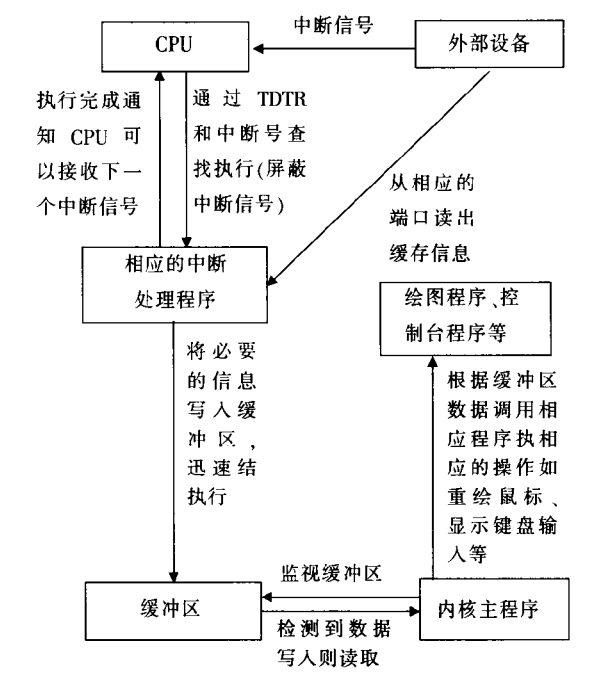 中断信号
CPU
外部设备
执行完成通
知 CPU 可
以接收下一
个中断信号
通过 TDTR
和中断号查
找执行(屏蔽
中断信号)
从相应的
端口读出
缓存信息
相应的中断
处理程序
绘图程序、控
制台程序等
将必要
的信息
写入缓
冲区，
迅速结
执行
根据缓冲区
数据调用相
应程序执相
应的操作如
重绘鼠标、
显示键盘输
入等
监视缓冲区
缓冲区
内核主程序
检测到数据
写入则读取